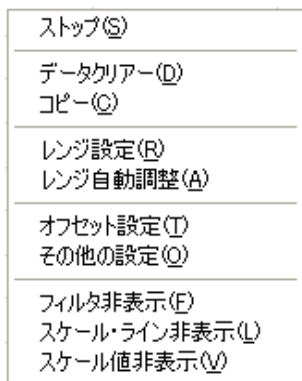 ストップ(S)
データクリアー(D)
コピー(C)
レンジ設定(R)
レンジ自動調整(A)
オフセット設定(T)
その他の設定(O)
フィルタ非表示(F)
スケール・ライン非表示(L)
スケール値非表示(V)